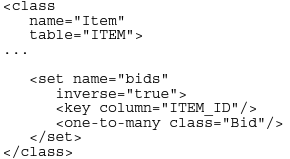 <class
name="Item"
table="ITEM">
...
<set name="bids"
inverse="true">
<key column="ITEM_ID"/>
<one-to-many class="Bid"/>
</set>
</class>